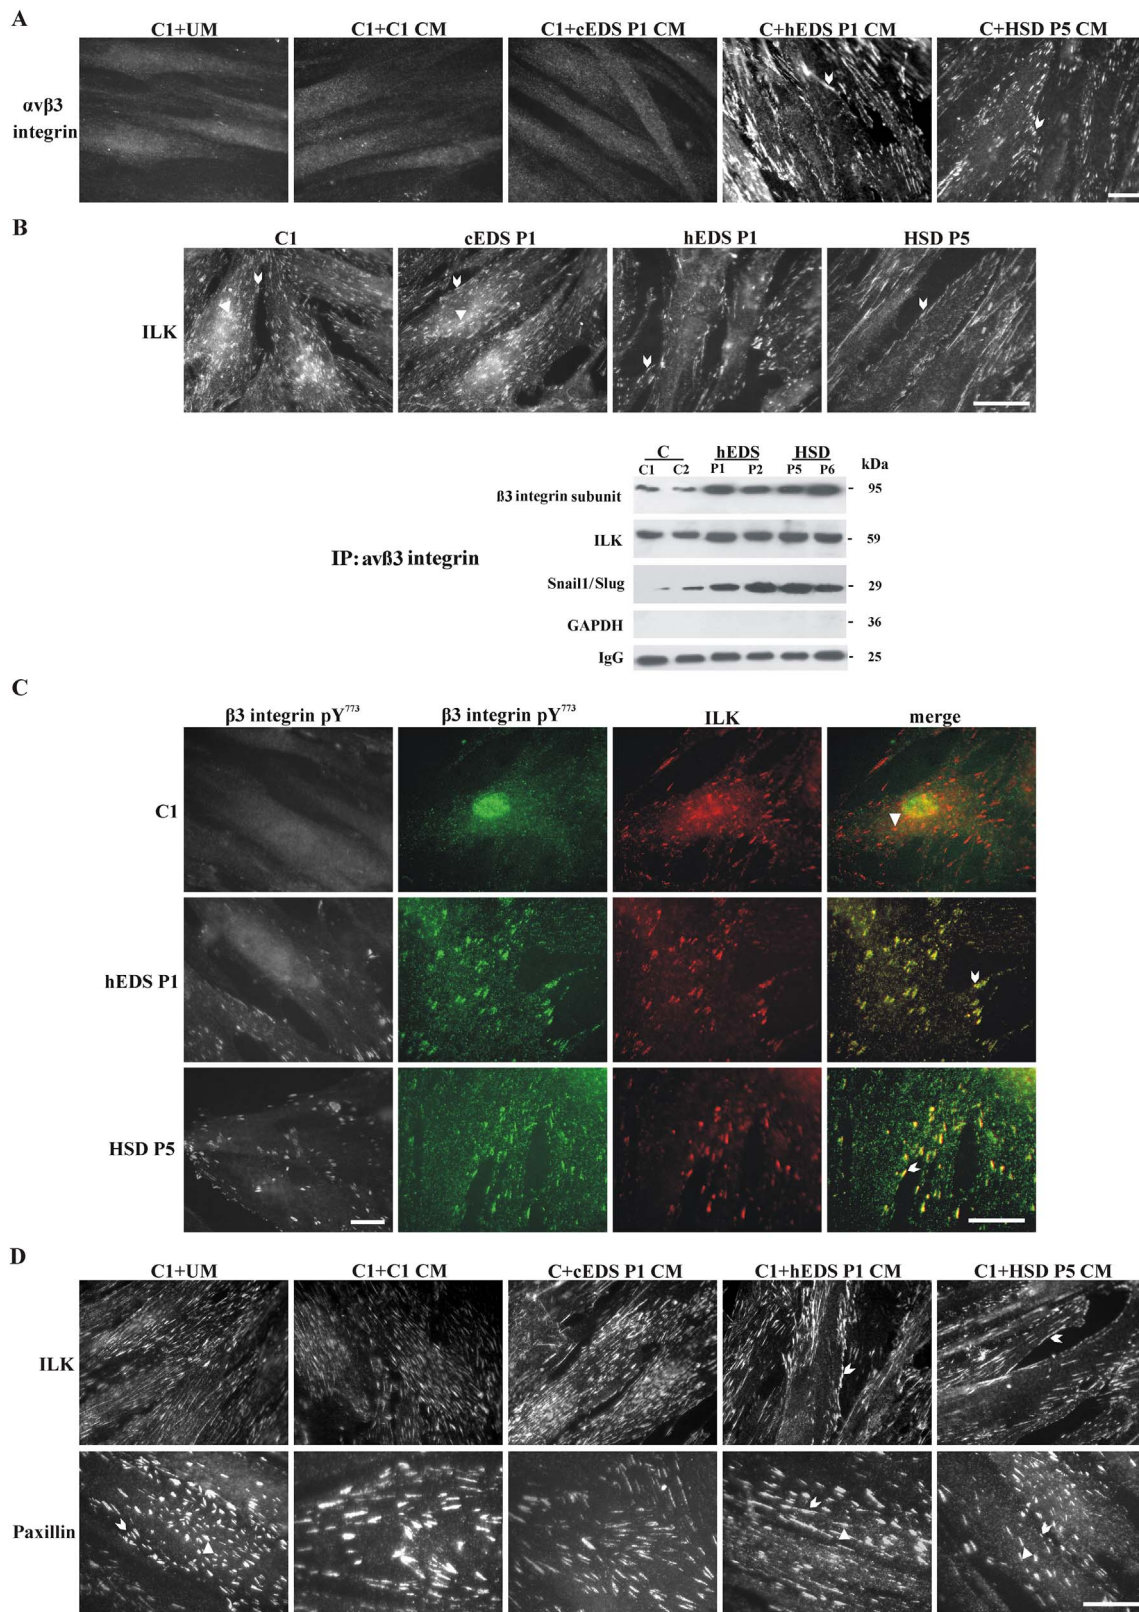 A
C1+UM C1+C1 CM C1+cEDS P1 CM C+hEDS P1 CM C+HSD P5 CM
αvβ3
integrin
B
C1 cEDS P1 hEDS P1 HSD P5
ILK
C hEDS HSD kDa
C1 C2 P1 P2 P5 P6
β3 integrin subunit - 95
ILK - 59
IP: avβ3 integrin
Snail1/Slug - 29
GAPDH - 36
IgG - 25
C
β3 integrin pY⁷⁷³ β3 integrin pY⁷⁷³ ILK merge
C1
hEDS P1
HSD P5
D
C1+UM C1+C1 CM C+cEDS P1 CM C1+hEDS P1 CM C1+HSD P5 CM
ILK
Paxillin